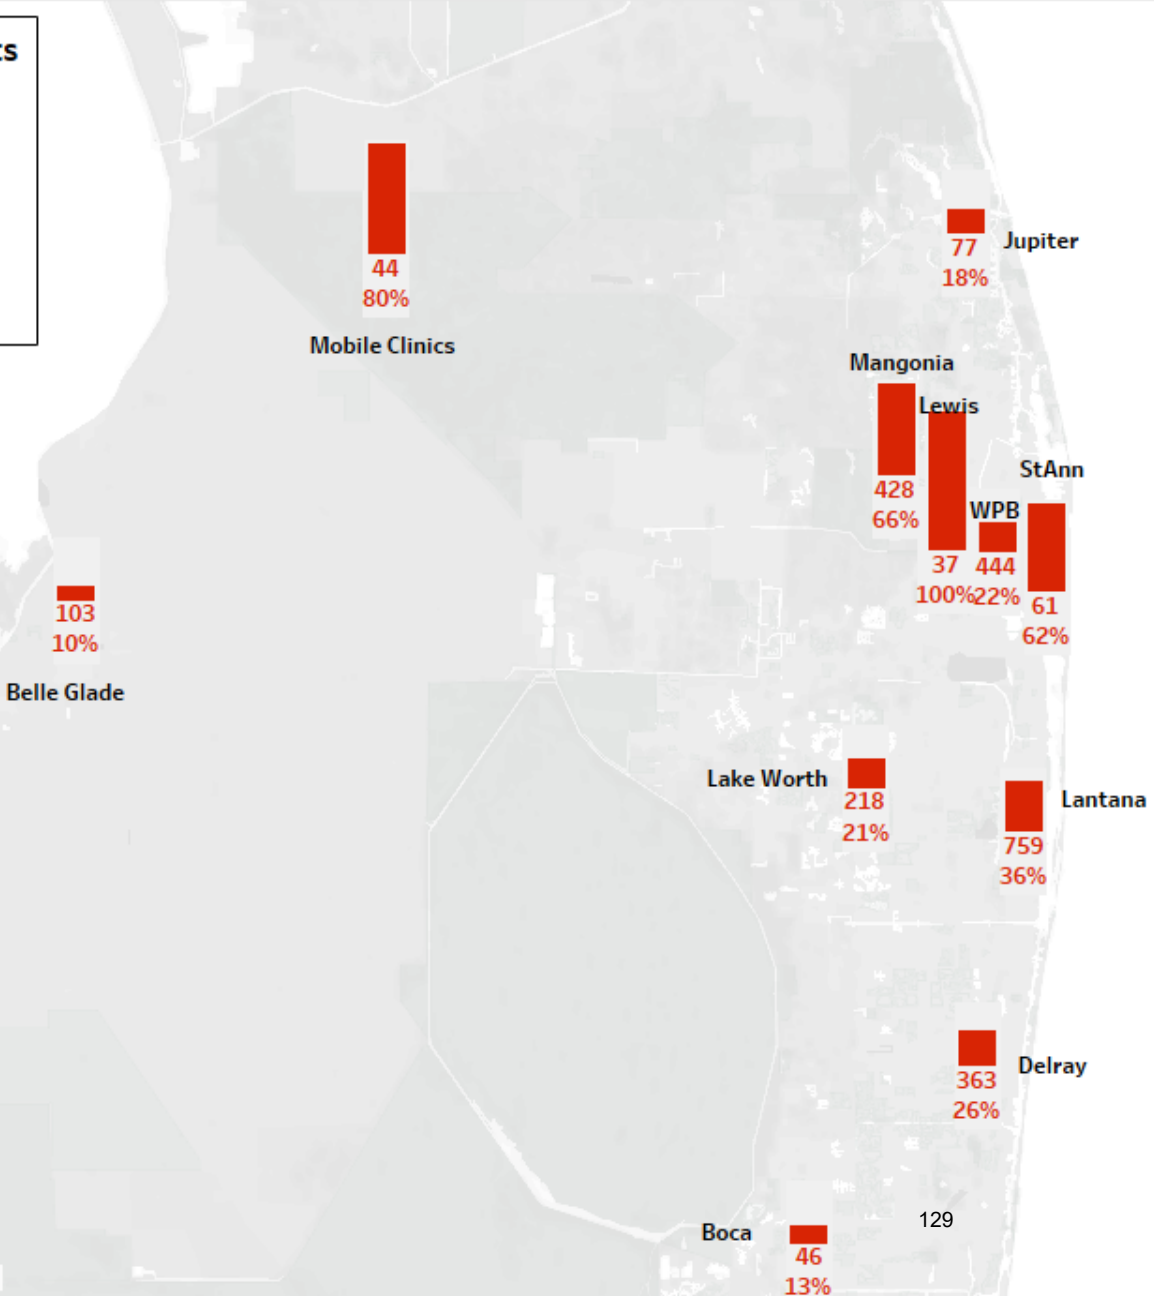 ts
44
80%
Mobile Clinics
77
18%
Jupiter
Mangonia
428
66%
Lewis
37
100%
WPB
444
22%
StAnn
61
62%
103
10%
Belle Glade
Lake Worth
218
21%
Lantana
759
36%
Delray
363
26%
129
Boca
46
13%